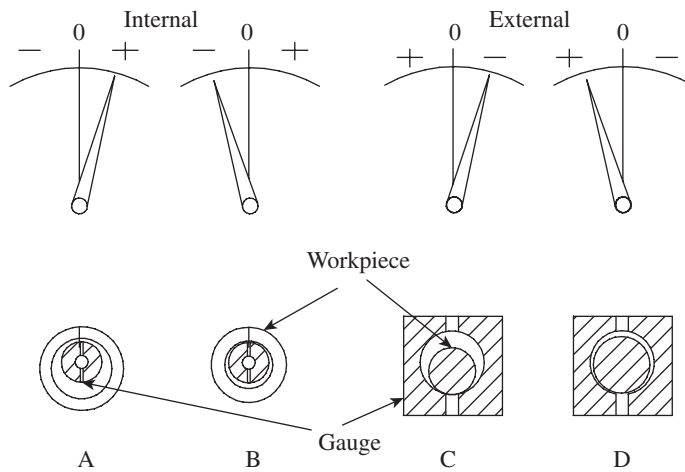 Internal
External
0
0
0
0
− +
− +
+ −
+ −
Workpiece
Gauge
A
B
C
D